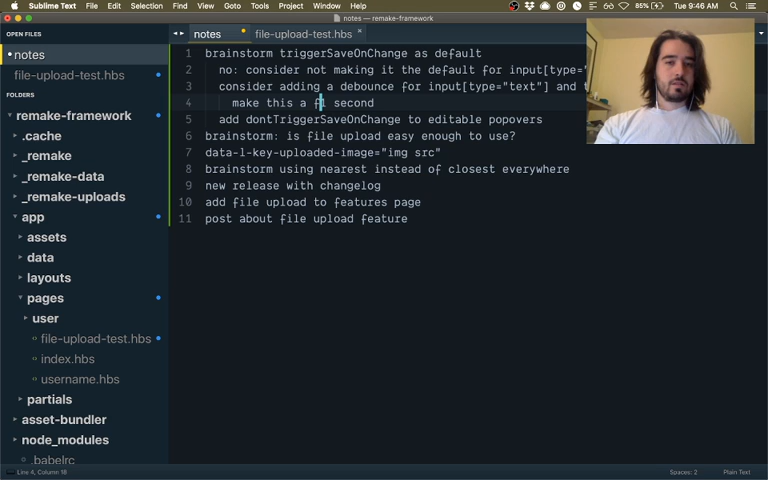 Sublime Text File Edit Selection Find View Goto Tools Project Window Help 85% Tue 9:46 AM
notes — remake-framework
OPEN FILES
notes
file-upload-test.hbs
FOLDERS
remake-framework
.cache
_remake
_remake-data
_remake-uploads
app
assets
data
layouts
pages
user
file-upload-test.hbs
index.hbs
username.hbs
partials
asset-bundler
node_modules
.babelrc
notes file-upload-test.hbs
1 brainstorm triggerSaveOnChange as default
2 no: consider not making it the default for input[type="
3 consider adding a debounce for input[type="text"] and t
4 make this a f1 second
5 add dontTriggerSaveOnChange to editable popovers
6 brainstorm: is file upload easy enough to use?
7 data-l-key-uploaded-image="img src"
8 brainstorm using nearest instead of closest everywhere
9 new release with changelog
10 add file upload to features page
11 post about file upload feature
Line 4, Column 18 Spaces: 2 Plain Text